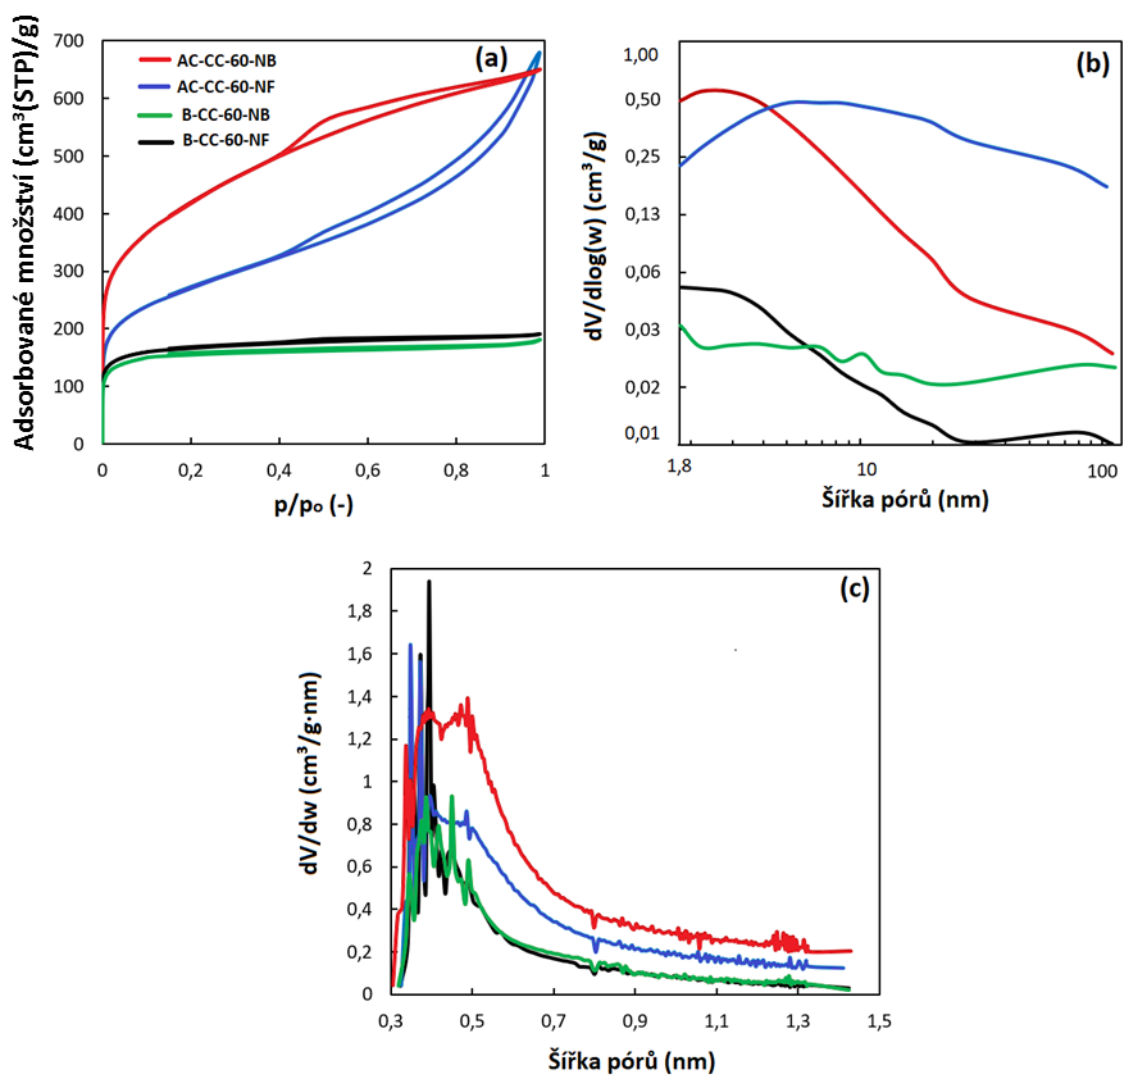 Adsorbované množství (cm³(STP)/g)
700
600
500
400
300
200
100
0
(a)
AC-CC-60-NB
AC-CC-60-NF
B-CC-60-NB
B-CC-60-NF
0 0,2 0,4 0,6 0,8 1
p/pₒ (-)
dV/dlog(w) (cm³/g)
1,00
0,50
0,25
0,13
0,06
0,03
0,02
0,01
(b)
1,8 10 100
Šířka pórů (nm)
dV/dw (cm³/g·nm)
2
1,8
1,6
1,4
1,2
1
0,8
0,6
0,4
0,2
0
(c)
0,3 0,5 0,7 0,9 1,1 1,3 1,5
Šířka pórů (nm)